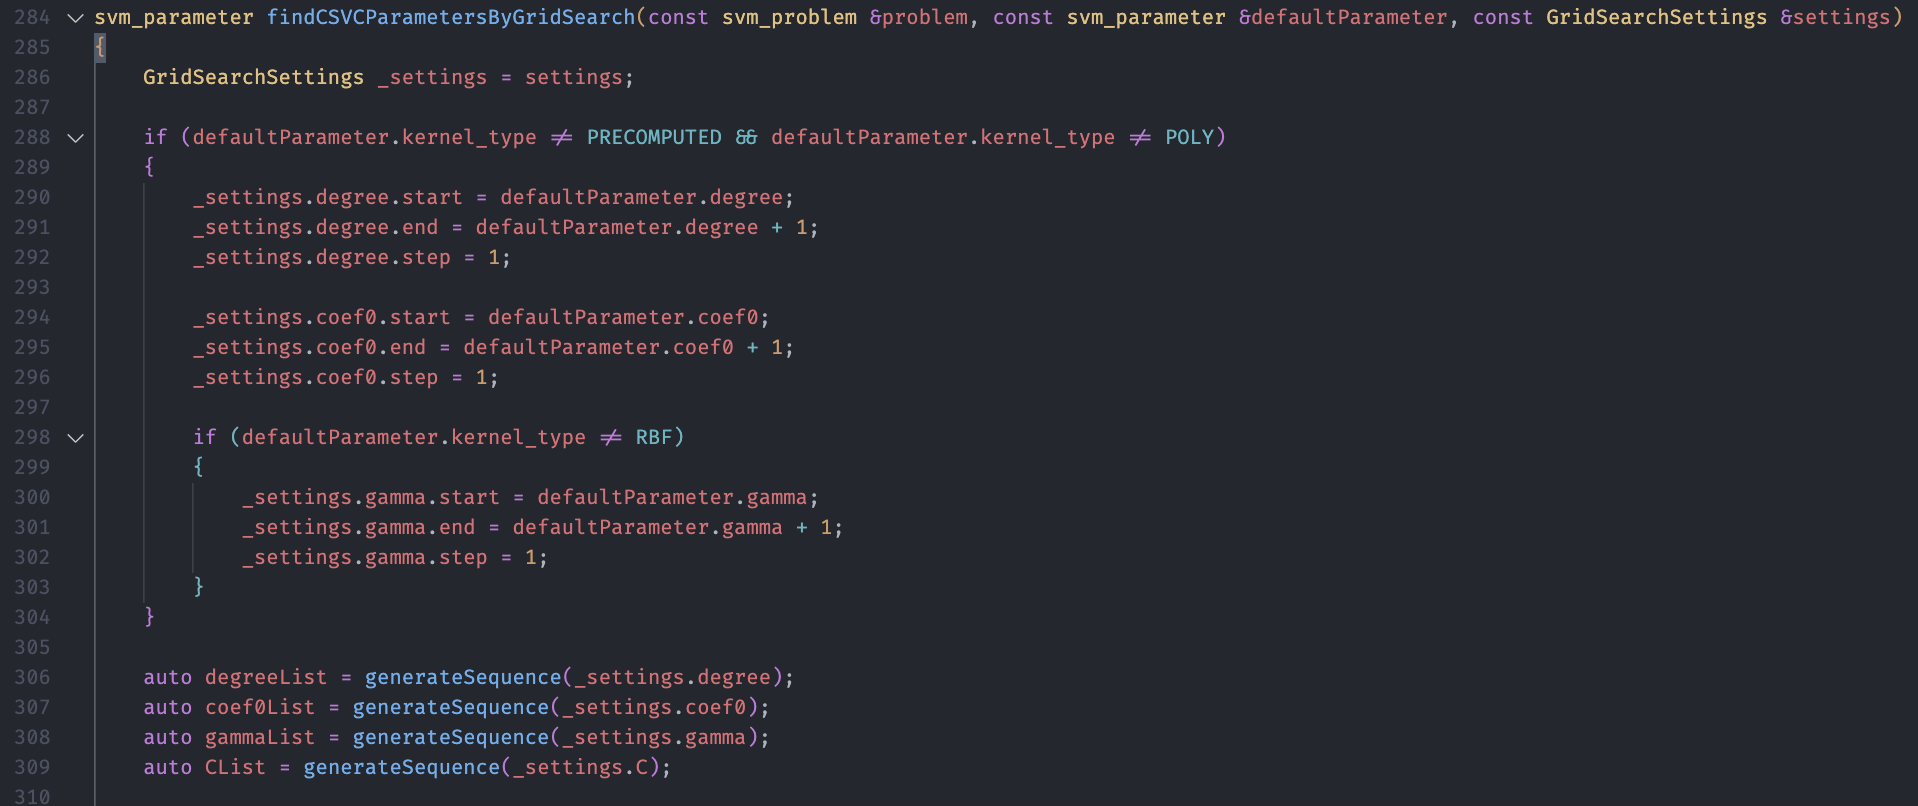 284 svm_parameter findCSVCParametersByGridSearch(const svm_problem &problem, const svm_parameter &defaultParameter, const GridSearchSettings &settings)
285 {
286     GridSearchSettings _settings = settings;
287
288     if (defaultParameter.kernel_type != PRECOMPUTED && defaultParameter.kernel_type != POLY)
289     {
290         _settings.degree.start = defaultParameter.degree;
291         _settings.degree.end = defaultParameter.degree + 1;
292         _settings.degree.step = 1;
293
294         _settings.coef0.start = defaultParameter.coef0;
295         _settings.coef0.end = defaultParameter.coef0 + 1;
296         _settings.coef0.step = 1;
297
298         if (defaultParameter.kernel_type != RBF)
299         {
300             _settings.gamma.start = defaultParameter.gamma;
301             _settings.gamma.end = defaultParameter.gamma + 1;
302             _settings.gamma.step = 1;
303         }
304     }
305
306     auto degreeList = generateSequence(_settings.degree);
307     auto coef0List = generateSequence(_settings.coef0);
308     auto gammaList = generateSequence(_settings.gamma);
309     auto CList = generateSequence(_settings.C);
310